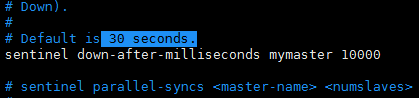 # Down).
#
# Default is 30 seconds.
sentinel down-after-milliseconds mymaster 10000
# sentinel parallel-syncs <master-name> <numslaves>